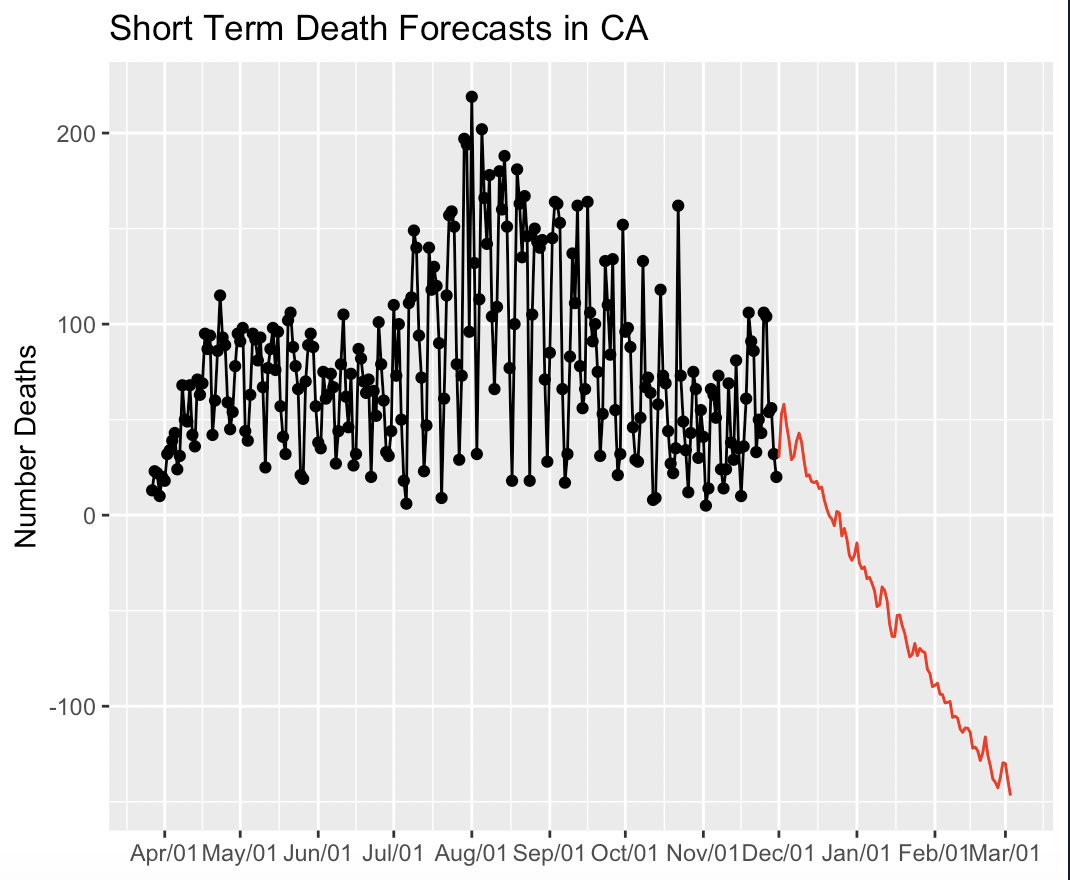 Short Term Death Forecasts in CA
Number Deaths
200
100
0
-100
Apr/01 May/01 Jun/01 Jul/01 Aug/01 Sep/01 Oct/01 Nov/01 Dec/01 Jan/01 Feb/01 Mar/01